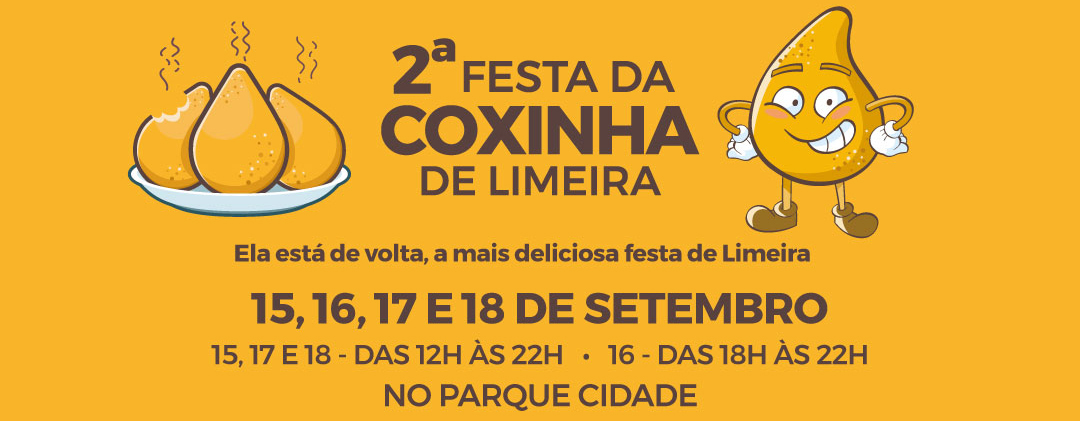 2ª FESTA DA
COXINHA
DE LIMEIRA
Ela está de volta, a mais deliciosa festa de Limeira
15, 16, 17 E 18 DE SETEMBRO
15, 17 E 18 - DAS 12H ÀS 22H • 16 - DAS 18H ÀS 22H
NO PARQUE CIDADE